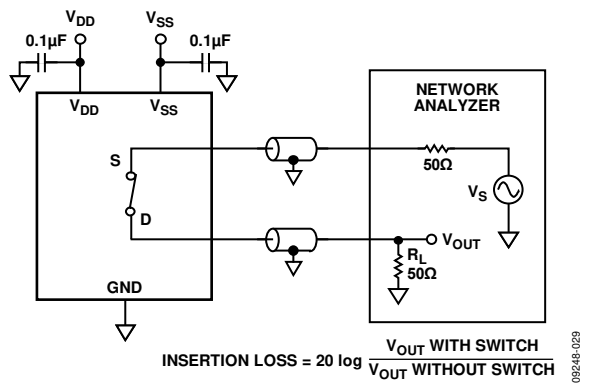 VDD
VSS
0.1µF
0.1µF
VDD
VSS
NETWORK
ANALYZER
S
50Ω
VS
D
VOUT
RL
50Ω
GND
INSERTION LOSS = 20 log VOUT WITH SWITCH
VOUT WITHOUT SWITCH
09248-029